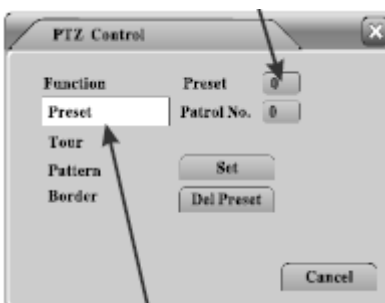 PTZ Control
Function Preset 0
Preset Patrol No. 0
Tour
Pattern Set
Border Del Preset
Cancel